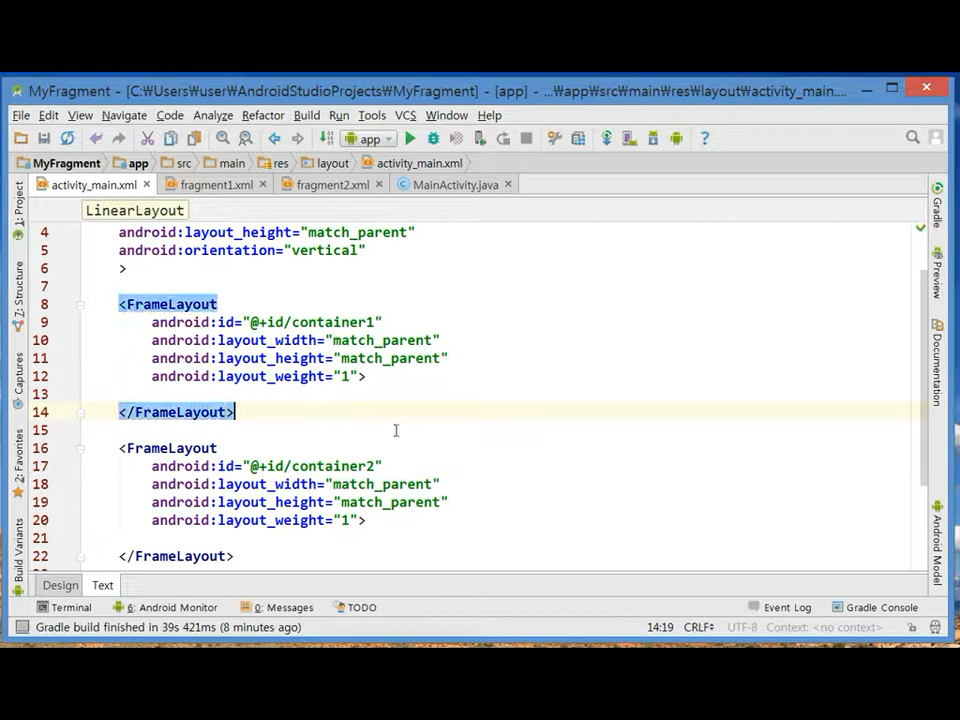 MyFragment - [C:₩Users₩user₩AndroidStudioProjects₩MyFragment] - [app] - ...₩app₩src₩main₩res₩layout₩activity_main....
File Edit View Navigate Code Analyze Refactor Build Run Tools VCS Window Help
app
MyFragment app src main res layout activity_main.xml
activity_main.xml fragment1.xml fragment2.xml MainActivity.java
LinearLayout
4 android:layout_height="match_parent"
5 android:orientation="vertical"
6 >
7
8 <FrameLayout
9 android:id="@+id/container1"
10 android:layout_width="match_parent"
11 android:layout_height="match_parent"
12 android:layout_weight="1">
13
14 </FrameLayout>
15
16 <FrameLayout
17 android:id="@+id/container2"
18 android:layout_width="match_parent"
19 android:layout_height="match_parent"
20 android:layout_weight="1">
21
22 </FrameLayout>
1: Project
7: Structure
Captures
2: Favorites
Build Variants
Gradle
Preview
Documentation
Android Model
Design Text
Terminal 6: Android Monitor 0: Messages TODO Event Log Gradle Console
Gradle build finished in 39s 421ms (8 minutes ago) 14:19 CRLF UTF-8 Context: <no context>